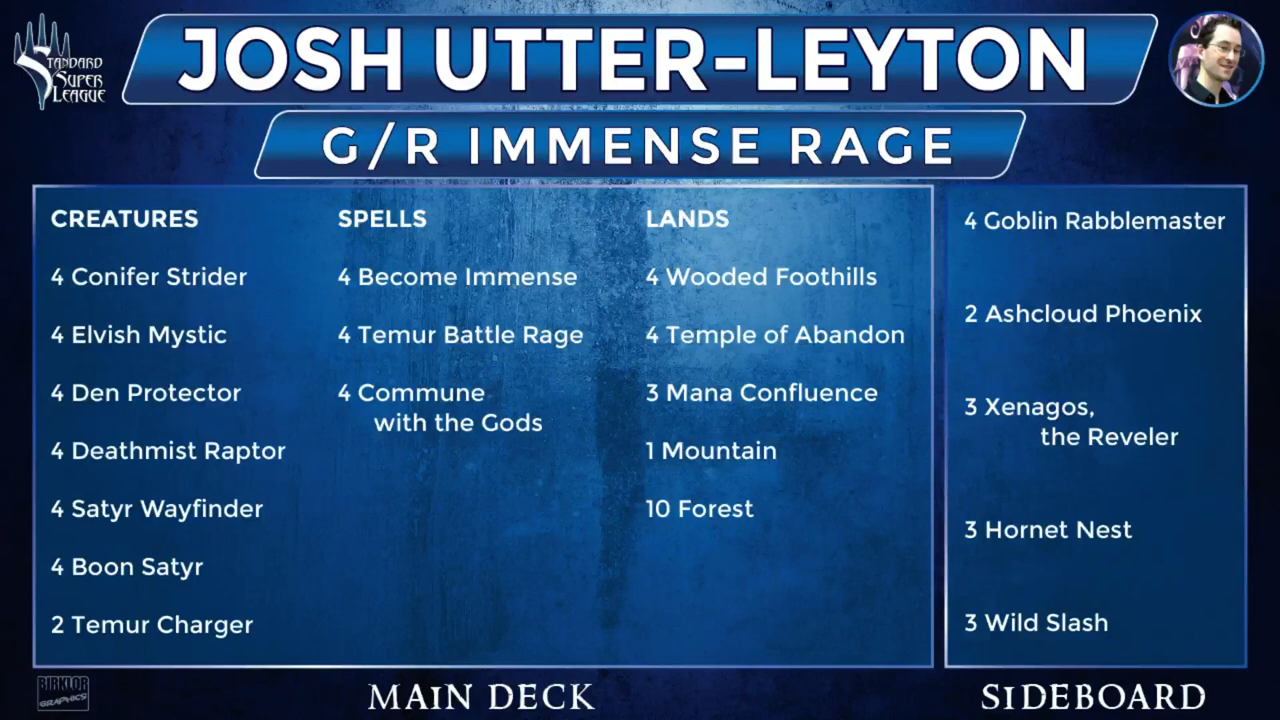 STANDARD
SUPER
LEAGUE
JOSH UTTER-LEYTON
G/R IMMENSE RAGE
CREATURES
4 Conifer Strider
4 Elvish Mystic
4 Den Protector
4 Deathmist Raptor
4 Satyr Wayfinder
4 Boon Satyr
2 Temur Charger
SPELLS
4 Become Immense
4 Temur Battle Rage
4 Commune
with the Gods
LANDS
4 Wooded Foothills
4 Temple of Abandon
3 Mana Confluence
1 Mountain
10 Forest
4 Goblin Rabblemaster
2 Ashcloud Phoenix
3 Xenagos,
the Reveler
3 Hornet Nest
3 Wild Slash
BIRKLOR
GRAPHICS
MAIN DECK
SIDEBOARD